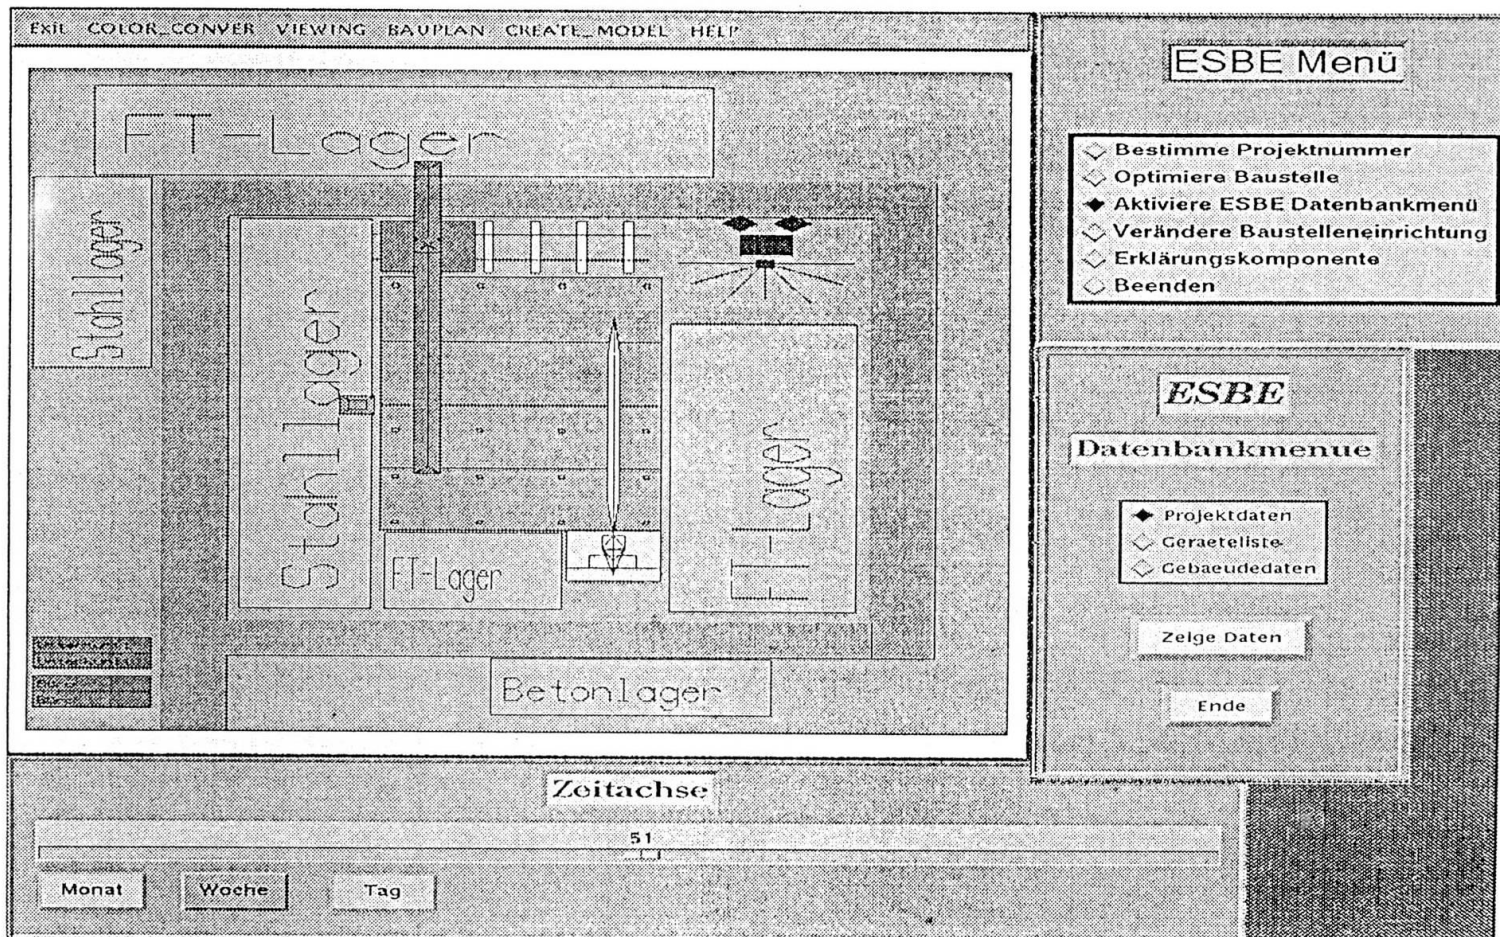 Exit COLOR_CONVER VIEWING BAUPLAN CREATE_MODEL HELP
FT-Lager
Stahllager
Stahllager
FT-Lager
FT-Lager
Betonlager
ESBE Menü
Bestimme Projektnummer
Optimiere Baustelle
Aktiviere ESBE Datenbankmenü
Verändere Baustelleneinrichtung
Erklärungskomponente
Beenden
ESBE
Datenbankmenue
Projektdaten
Geraeteliste
Gebaeudedaten
Zeige Daten
Ende
Zeitachse
51
Monat Woche Tag